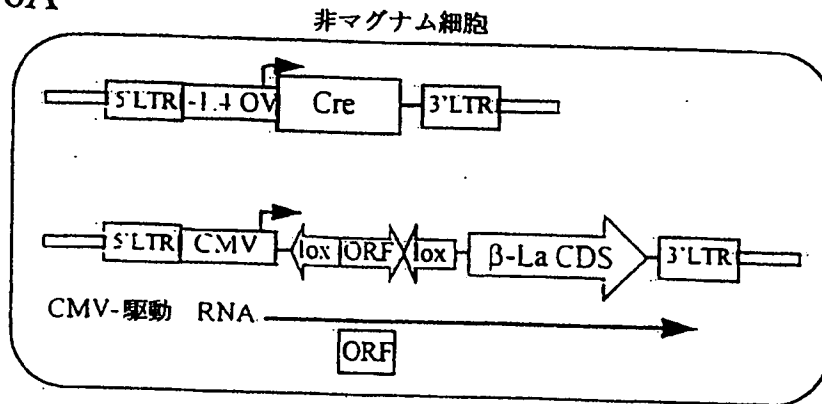 非マグナム細胞
5'LTR -1.4 OV Cre 3'LTR
5'LTR CMV lox ORF lox β-La CDS 3'LTR
CMV-駆動 RNA
ORF